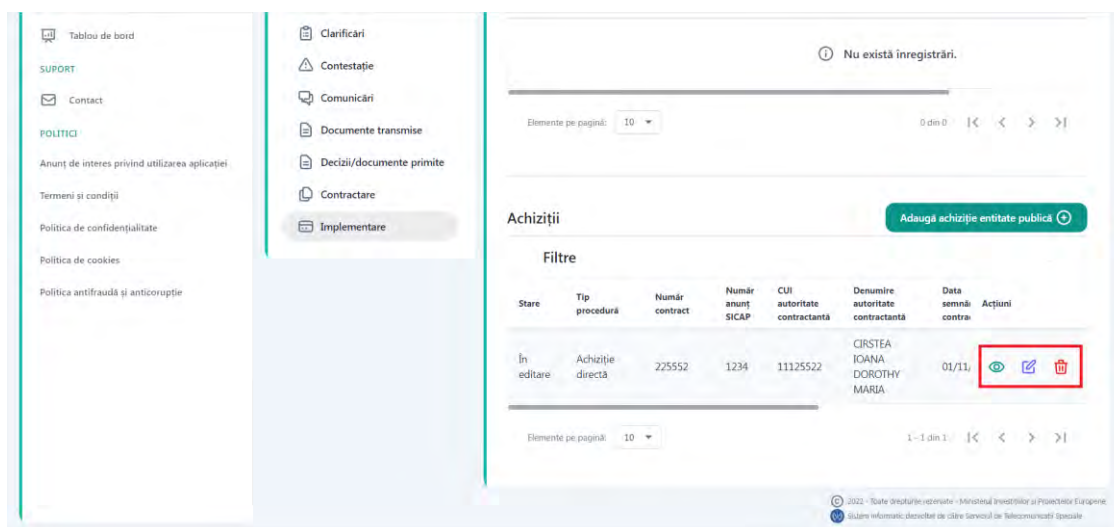 Tablou de bord
SUPORT
Contact
POLITICI
Anunț de interes privind utilizarea aplicației
Termeni și condiții
Politica de confidențialitate
Politica de cookies
Politica antifraudă și anticorupție
Clarificări
Contestație
Comunicări
Documente transmise
Decizii/documente primite
Contractare
Implementare
Nu există înregistrări.
Elemente pe pagină: 10
0 din 0
Achiziții
Adaugă achiziție entitate publică
Filtre
Stare
Tip procedură
Număr contract
Număr anunț SICAP
CUI autoritate contractantă
Denumire autoritate contractantă
Data semnă contra
Acțiuni
În editare
Achiziție directă
225552
1234
11125522
CIRSTEA IOANA DOROTHY MARIA
01/11/
Elemente pe pagină: 10
1 - 1 din 1
2022 - Toate drepturile rezervate - Ministerul Investițiilor și Proiectelor Europene
Sistem informatic dezvoltat de către Serviciul de Telecomunicații Speciale